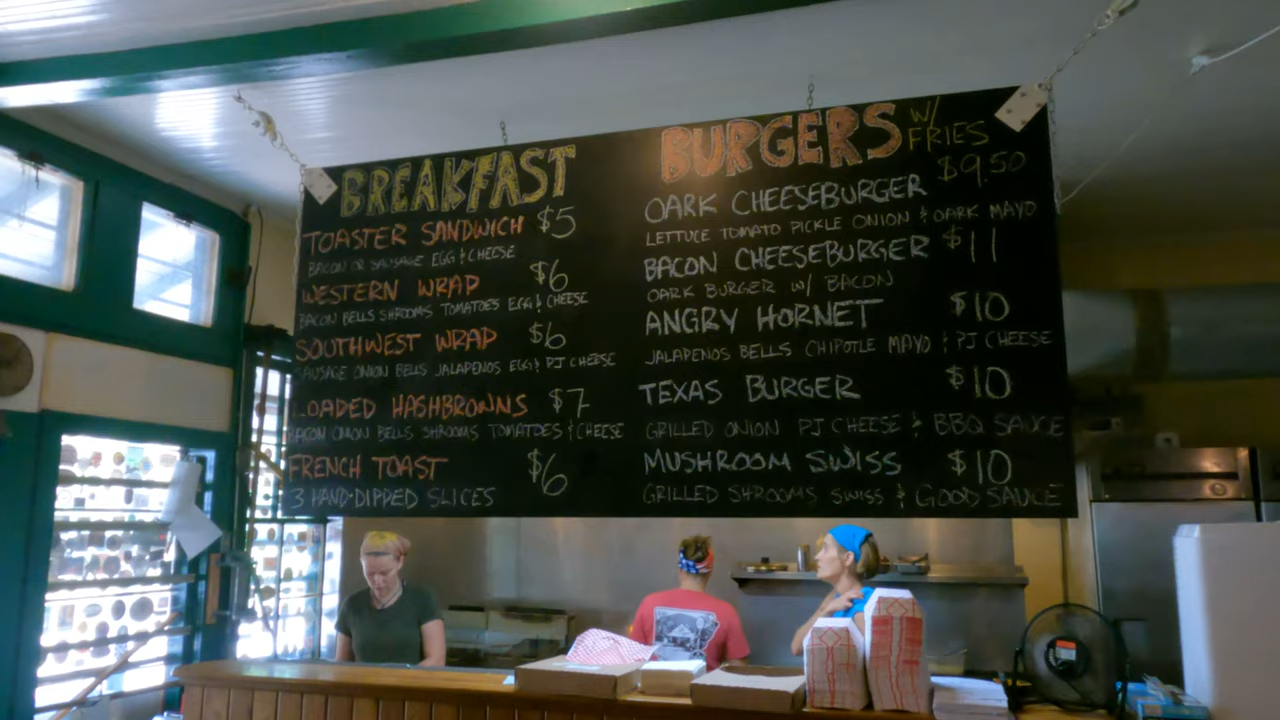 BREAKFAST
TOASTER SANDWICH $5
BACON OR SAUSAGE EGG & CHEESE
WESTERN WRAP $6
BACON BELLS SHROOMS TOMATOES EGG & CHEESE
SOUTHWEST WRAP $6
SAUSAGE ONION BELLS JALAPENOS EGG & PJ CHEESE
LOADED HASHBROWNS $7
BACON ONION BELLS SHROOMS TOMATOES & CHEESE
FRENCH TOAST $6
3 HAND-DIPPED SLICES
BURGERS W/ FRIES
OARK CHEESEBURGER $9.50
LETTUCE TOMATO PICKLE ONION & OARK MAYO
BACON CHEESEBURGER $11
OARK BURGER W/ BACON
ANGRY HORNET $10
JALAPENOS BELLS CHIPOTLE MAYO & PJ CHEESE
TEXAS BURGER $10
GRILLED ONION PJ CHEESE & BBQ SAUCE
MUSHROOM SWISS $10
GRILLED SHROOMS SWISS & GOOD SAUCE